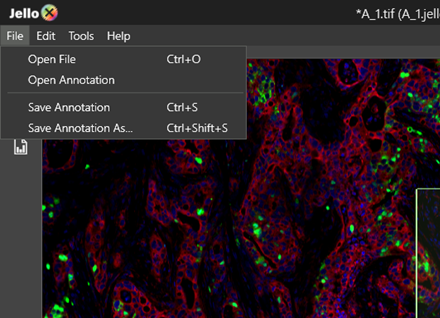 Jello *A_1.tif (A_1.jello
File Edit Tools Help
Open File Ctrl+O
Open Annotation
Save Annotation Ctrl+S
Save Annotation As... Ctrl+Shift+S